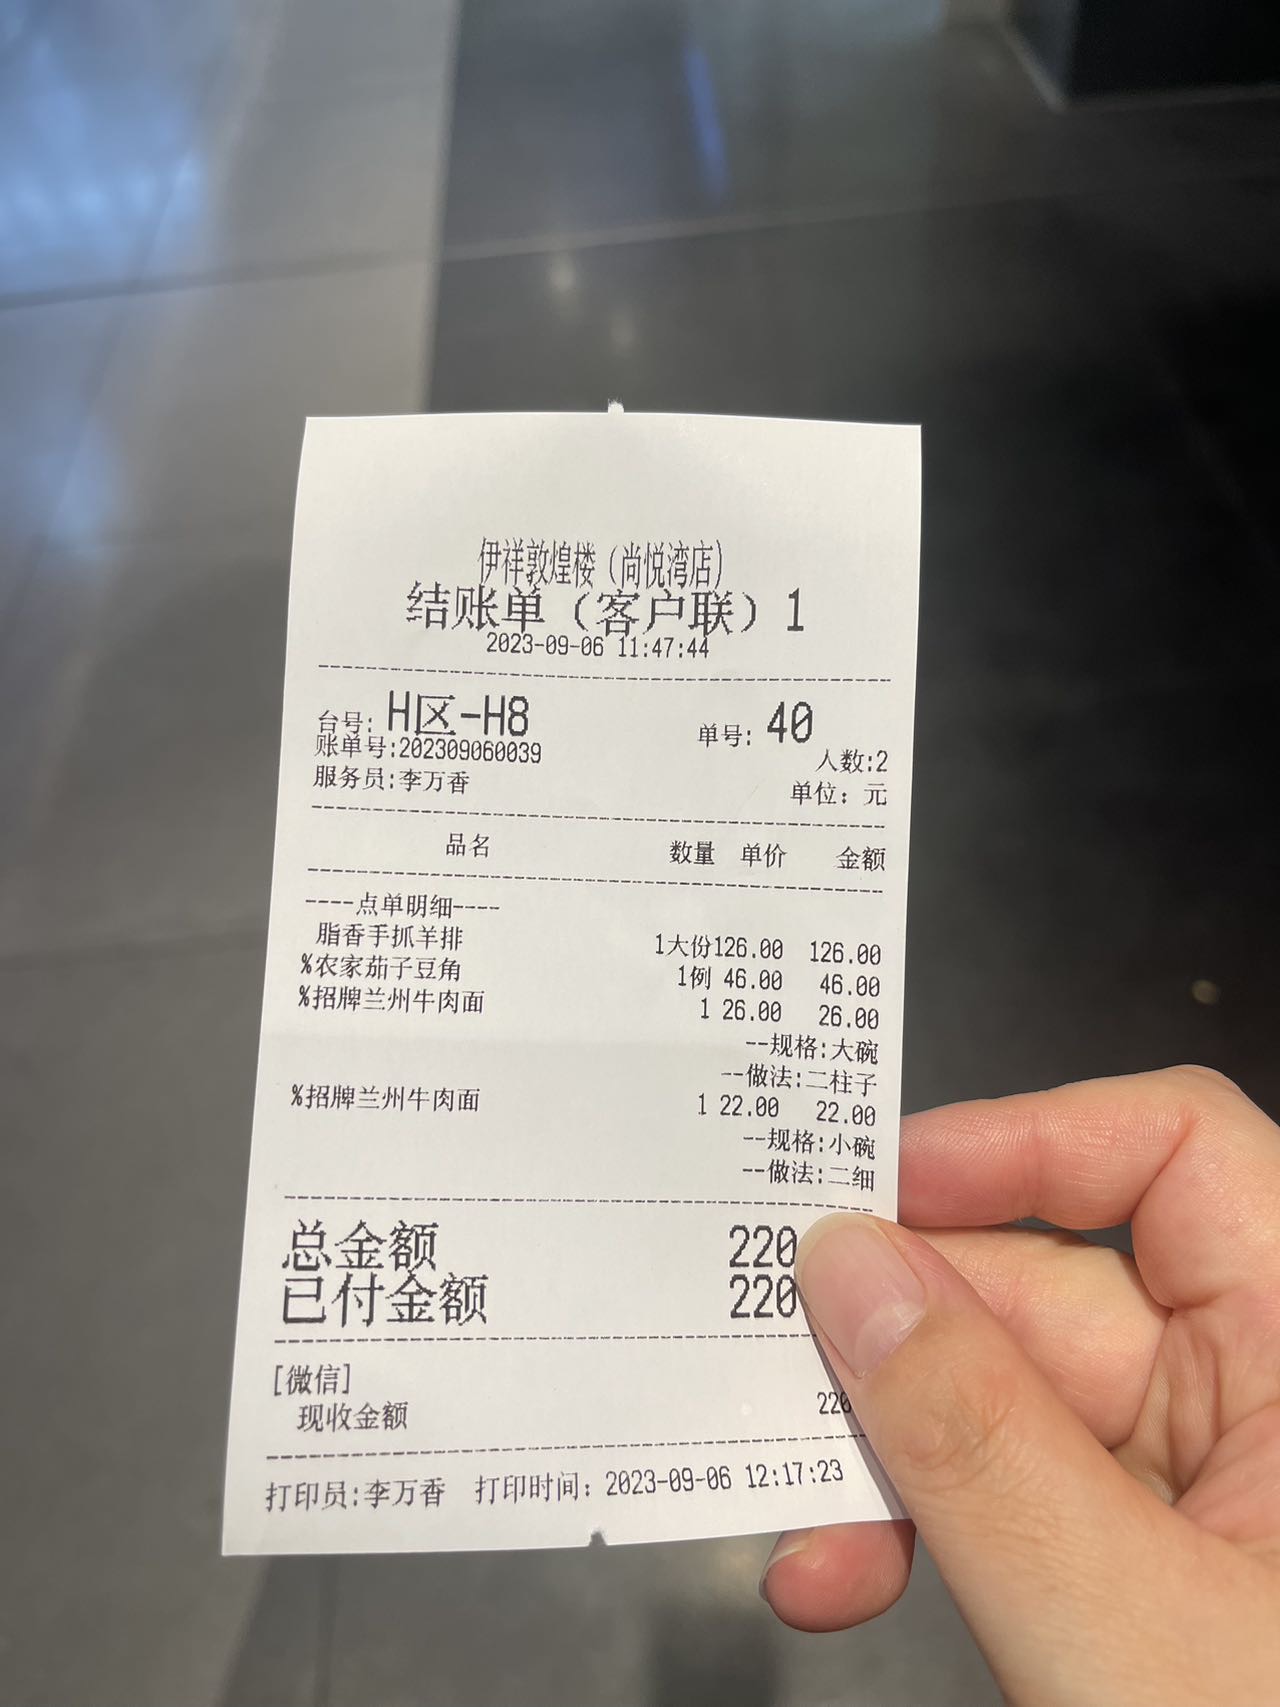 伊祥敦煌楼（尚悦湾店）
结账单（客户联）1
2023-09-06 11:47:44
台号: H区-H8 单号: 40
账单号:202309060039 人数:2
服务员:李万香 单位: 元
品名 数量 单价 金额
----点单明细----
脂香手抓羊排 1大份126.00 126.00
%农家茄子豆角 1例 46.00 46.00
%招牌兰州牛肉面 1 26.00 26.00
--规格:大碗
--做法:二柱子
%招牌兰州牛肉面 1 22.00 22.00
--规格:小碗
--做法:二细
总金额 220
已付金额 220
[微信]
现收金额 220
打印员:李万香 打印时间: 2023-09-06 12:17:23